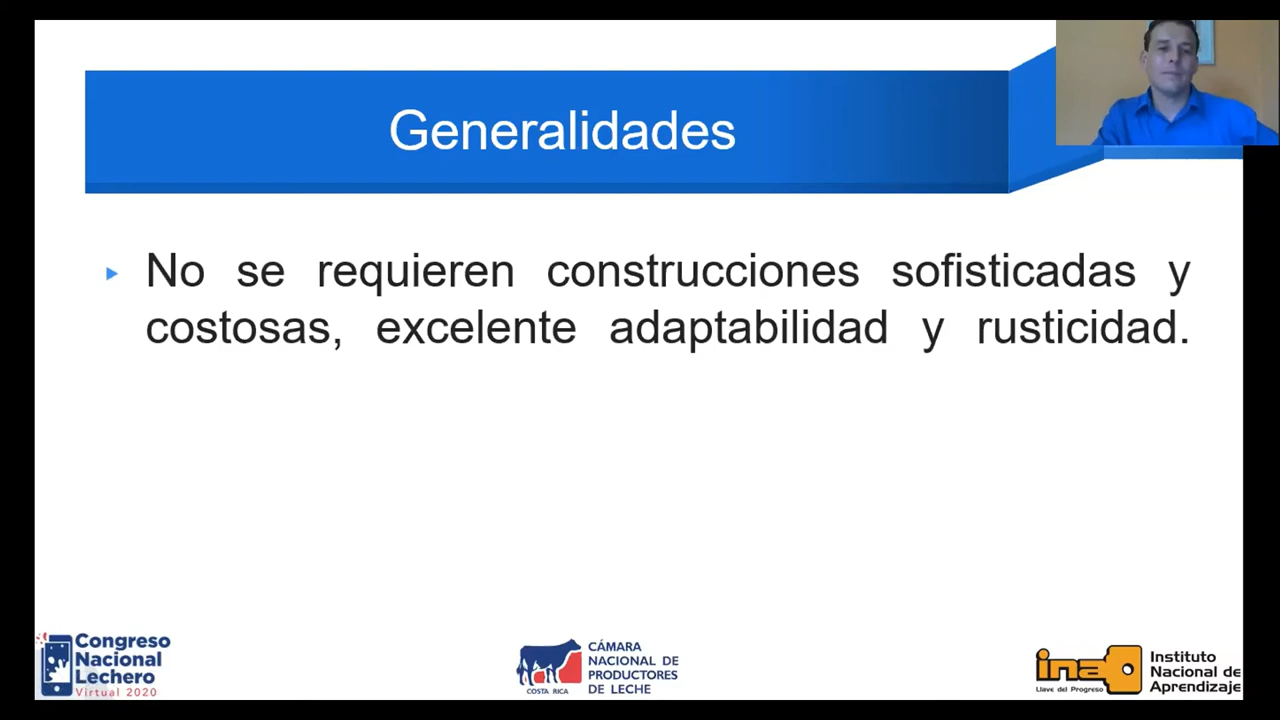 Generalidades
No se requieren construcciones sofisticadas y
costosas, excelente adaptabilidad y rusticidad.
Congreso
Nacional
Lechero
Virtual 2020
CÁMARA
NACIONAL DE
PRODUCTORES
DE LECHE
COSTA RICA
ina
Llave del Progreso
Instituto
Nacional de
Aprendizaje